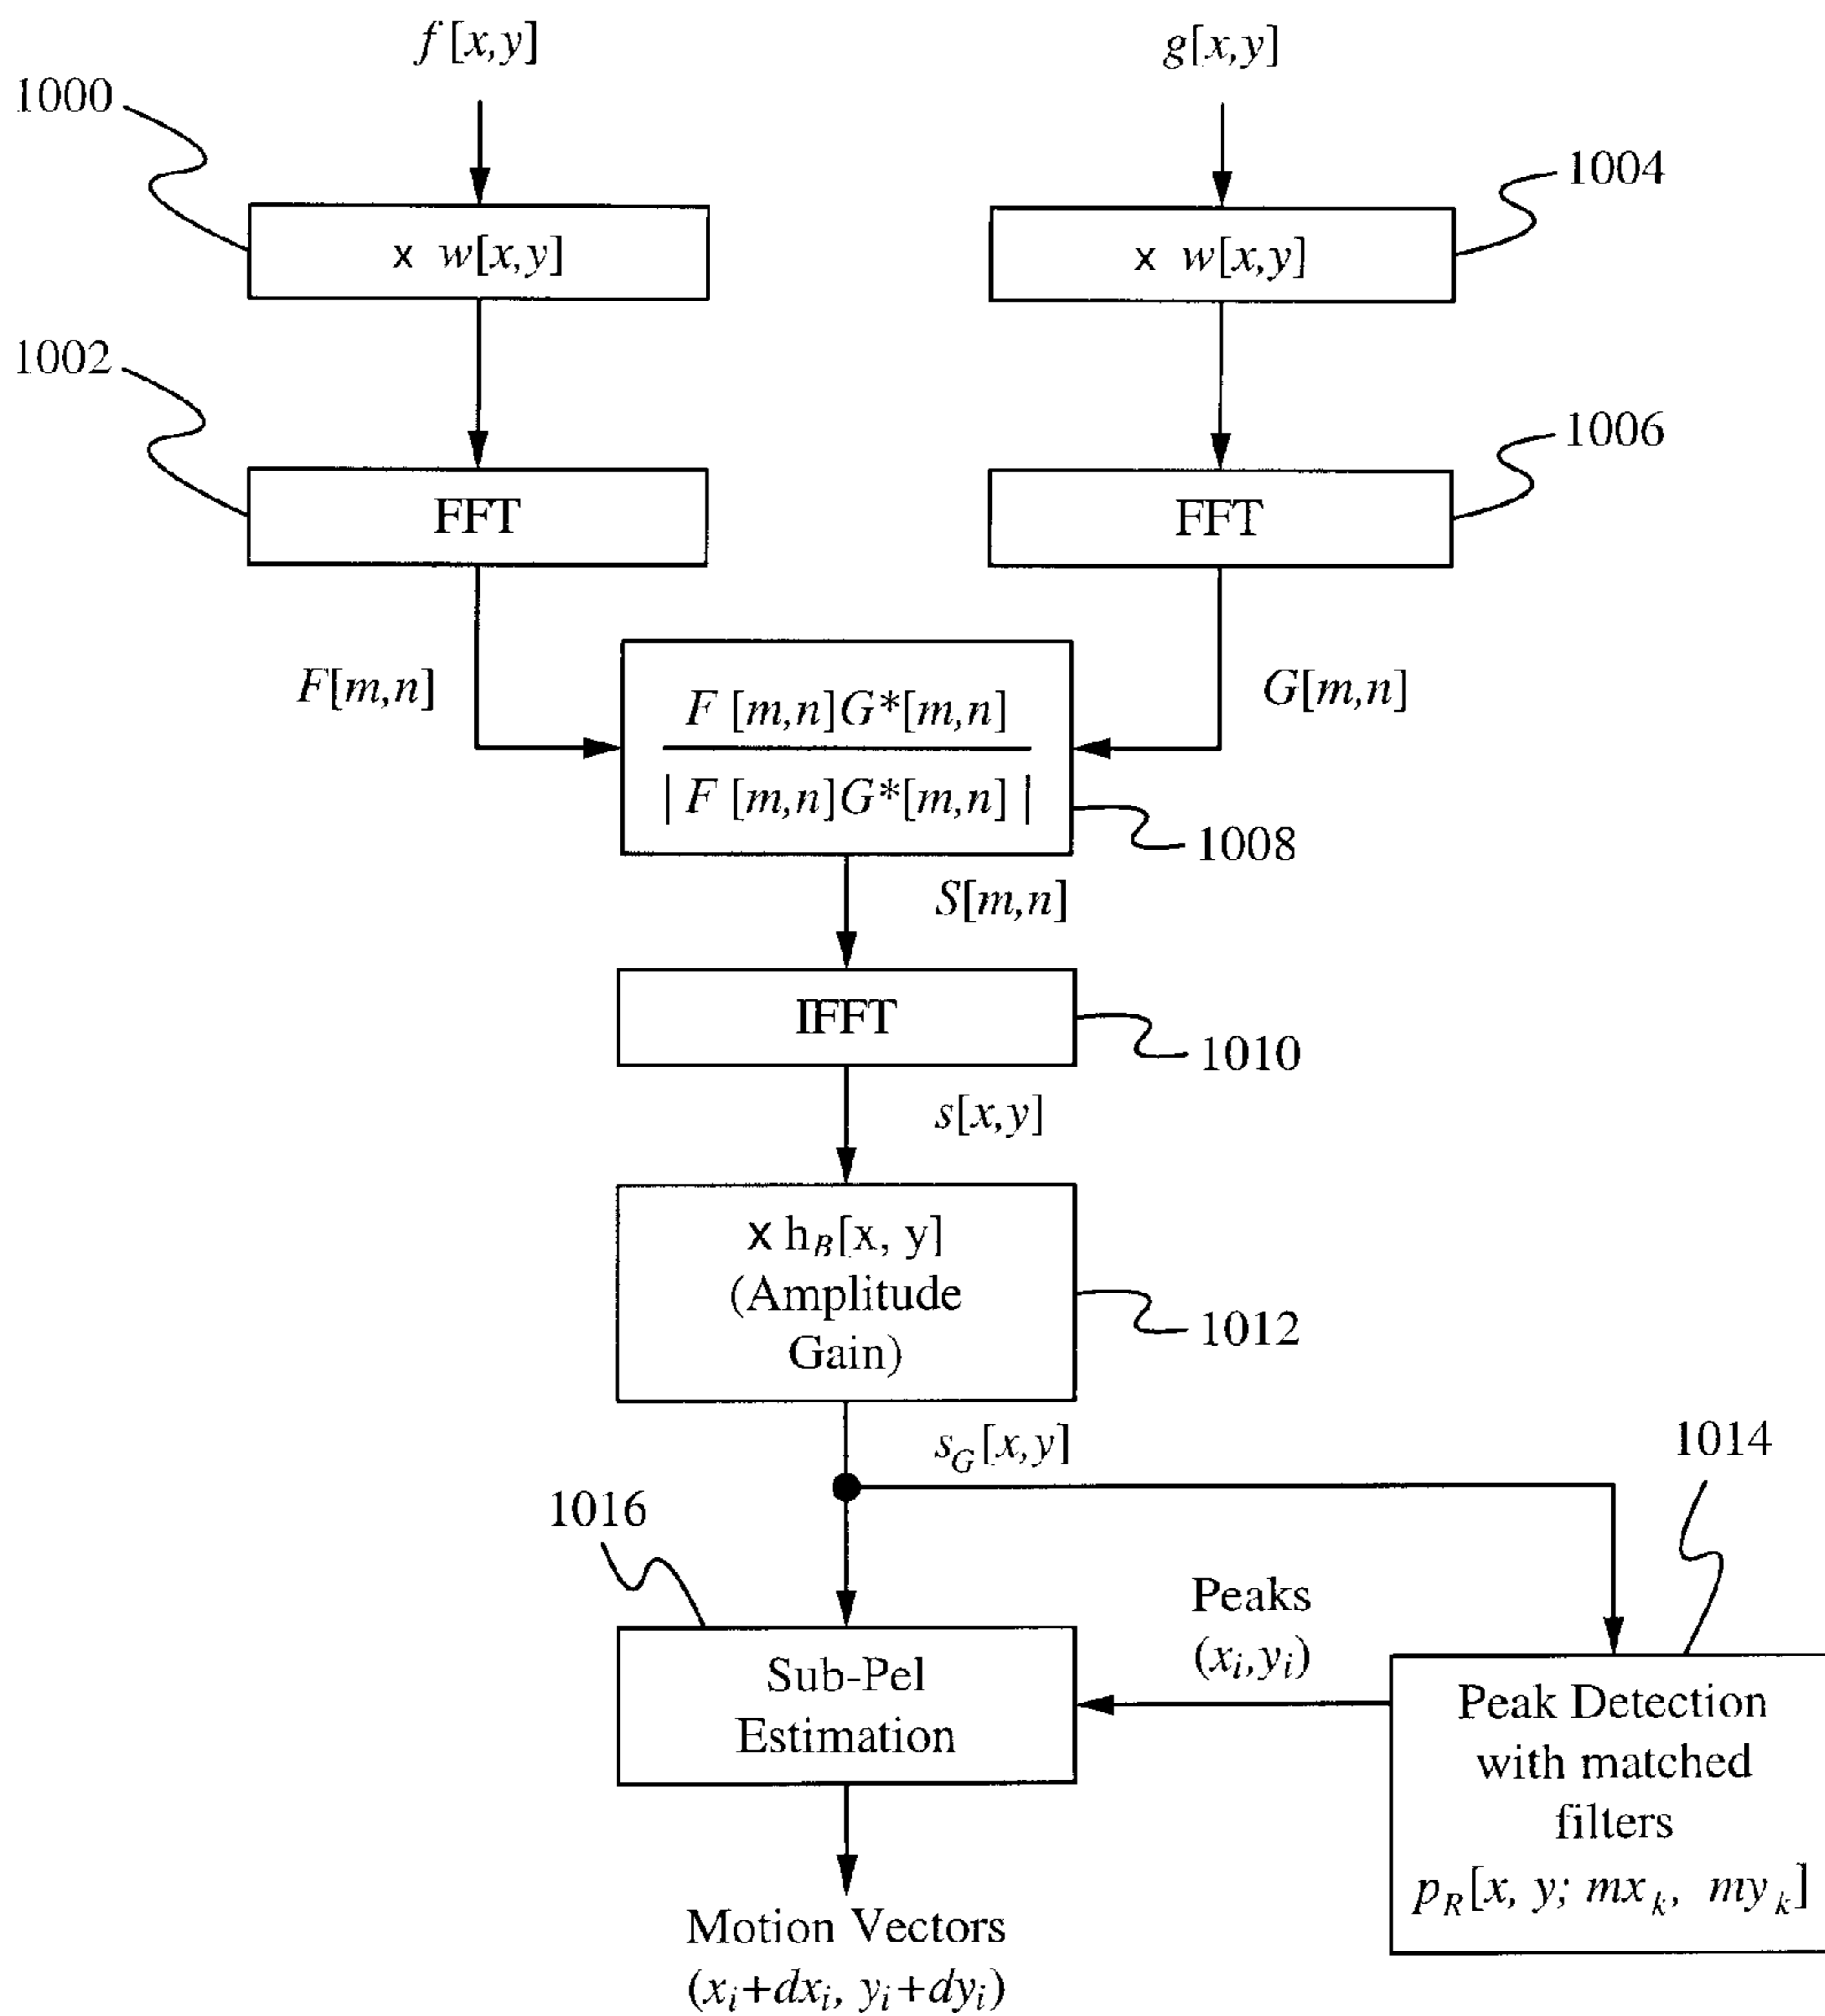 f[x,y]
g[x,y]
1000
1004
x w[x,y]
x w[x,y]
1002
1006
FFT
FFT
F[m,n]
G[m,n]
F [m,n]G*[m,n]
| F [m,n]G*[m,n] |
1008
S[m,n]
IFFT
1010
s[x,y]
x h_B[x, y]
(Amplitude
Gain)
1012
s_G[x,y]
1014
1016
Peaks
(x_i,y_i)
Sub-Pel
Estimation
Peak Detection
with matched
filters
p_R[x, y; mx_k, my_k]
Motion Vectors
(x_i+dx_i, y_i+dy_i)